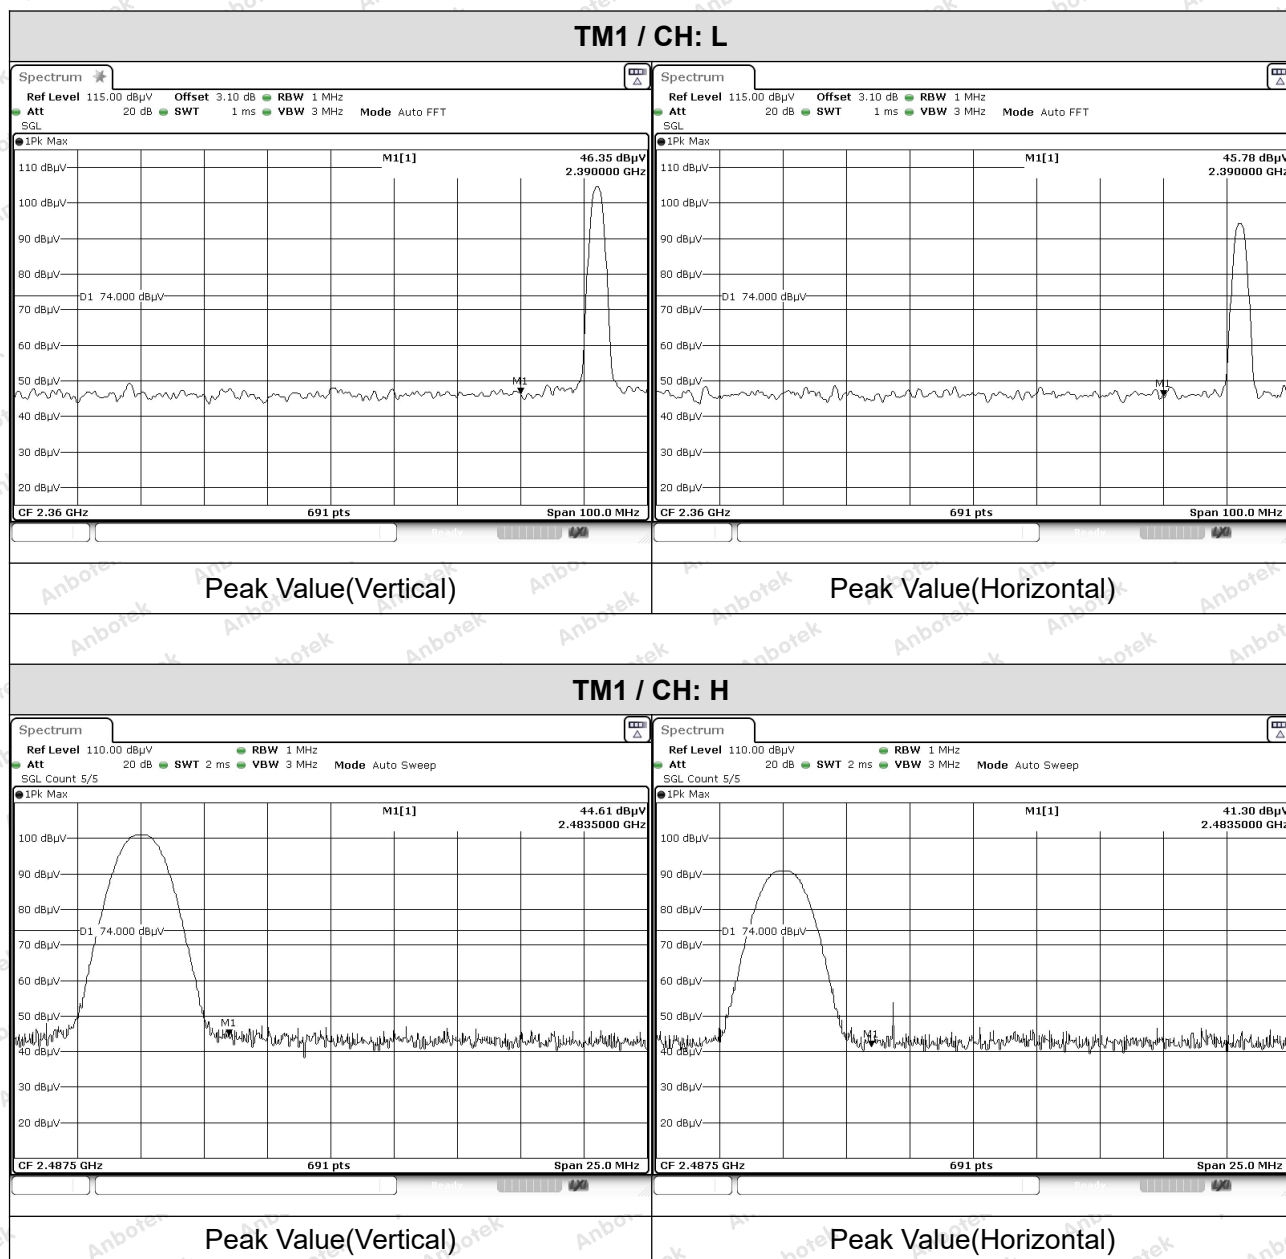 TM1 / CH: L
Spectrum
Ref Level 115.00 dBµV Offset 3.10 dB RBW 1 MHz
Att 20 dB SWT 1 ms VBW 3 MHz Mode Auto FFT
SGL
1Pk Max
M1[1] 46.35 dBµV
2.390000 GHz
110 dBµV
100 dBµV
90 dBµV
80 dBµV
D1 74.000 dBµV
70 dBµV
60 dBµV
50 dBµV
M1
40 dBµV
30 dBµV
20 dBµV
CF 2.36 GHz 691 pts Span 100.0 MHz
Spectrum
Ref Level 115.00 dBµV Offset 3.10 dB RBW 1 MHz
Att 20 dB SWT 1 ms VBW 3 MHz Mode Auto FFT
SGL
1Pk Max
M1[1] 45.78 dBµV
2.390000 GHz
110 dBµV
100 dBµV
90 dBµV
80 dBµV
D1 74.000 dBµV
70 dBµV
60 dBµV
50 dBµV
M1
40 dBµV
30 dBµV
20 dBµV
CF 2.36 GHz 691 pts Span 100.0 MHz
Peak Value(Vertical)
Peak Value(Horizontal)
TM1 / CH: H
Spectrum
Ref Level 110.00 dBµV RBW 1 MHz
Att 20 dB SWT 2 ms VBW 3 MHz Mode Auto Sweep
SGL Count 5/5
1Pk Max
M1[1] 44.61 dBµV
2.4835000 GHz
100 dBµV
90 dBµV
80 dBµV
D1 74.000 dBµV
70 dBµV
60 dBµV
50 dBµV
M1
40 dBµV
30 dBµV
20 dBµV
CF 2.4875 GHz 691 pts Span 25.0 MHz
Spectrum
Ref Level 110.00 dBµV RBW 1 MHz
Att 20 dB SWT 2 ms VBW 3 MHz Mode Auto Sweep
SGL Count 5/5
1Pk Max
M1[1] 41.30 dBµV
2.4835000 GHz
100 dBµV
90 dBµV
80 dBµV
D1 74.000 dBµV
70 dBµV
60 dBµV
50 dBµV
M1
40 dBµV
30 dBµV
20 dBµV
CF 2.4875 GHz 691 pts Span 25.0 MHz
Peak Value(Vertical)
Peak Value(Horizontal)
Anbotek